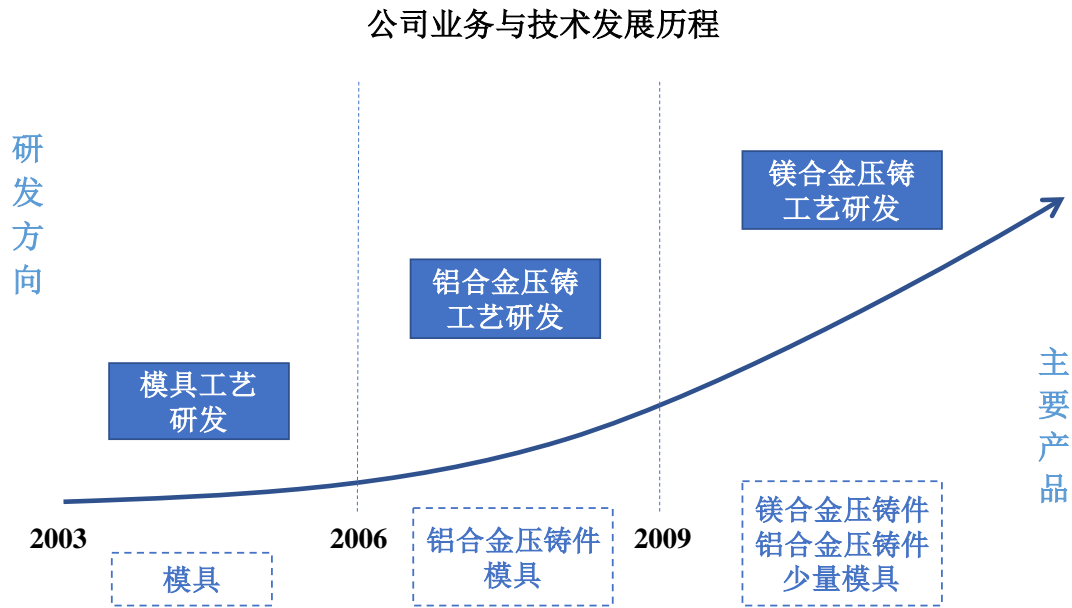 公司业务与技术发展历程
研
发
方
向
镁合金压铸
工艺研发
铝合金压铸
工艺研发
模具工艺
研发
主
要
产
品
2003
2006
2009
模具
铝合金压铸件
模具
镁合金压铸件
铝合金压铸件
少量模具